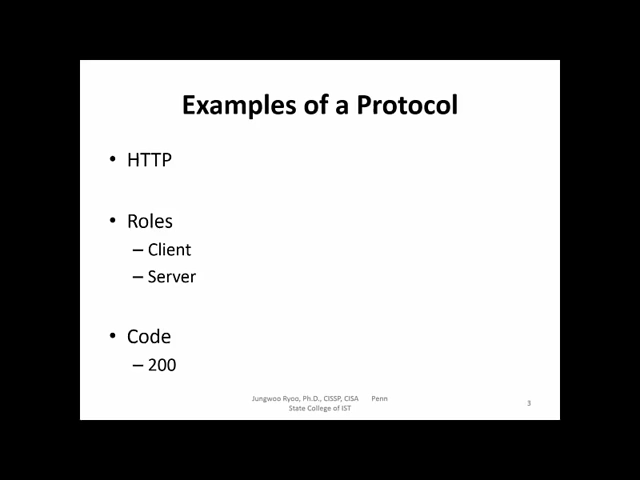 Examples of a Protocol
• HTTP
• Roles
– Client
– Server
• Code
– 200
Jungwoo Ryoo, Ph.D., CISSP, CISA Penn
State College of IST
3